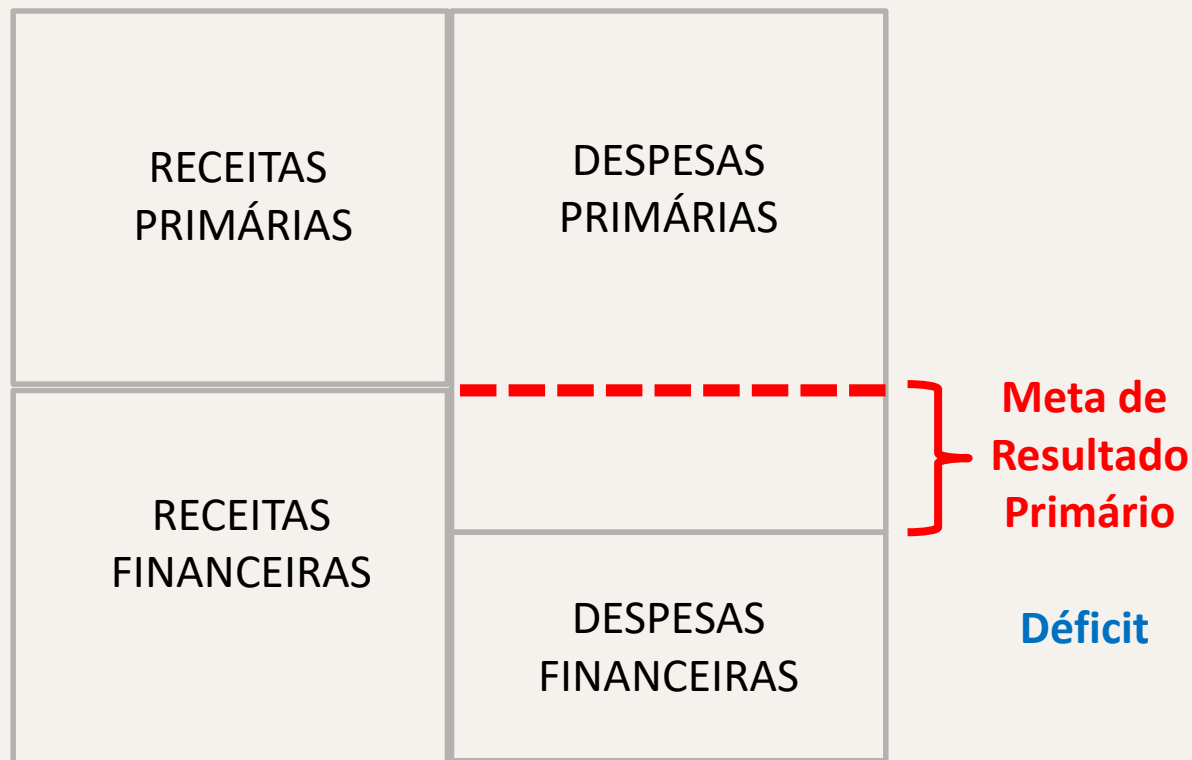 RECEITAS
PRIMÁRIAS
DESPESAS
PRIMÁRIAS
RECEITAS
FINANCEIRAS
DESPESAS
FINANCEIRAS
Meta de
Resultado
Primário
Déficit